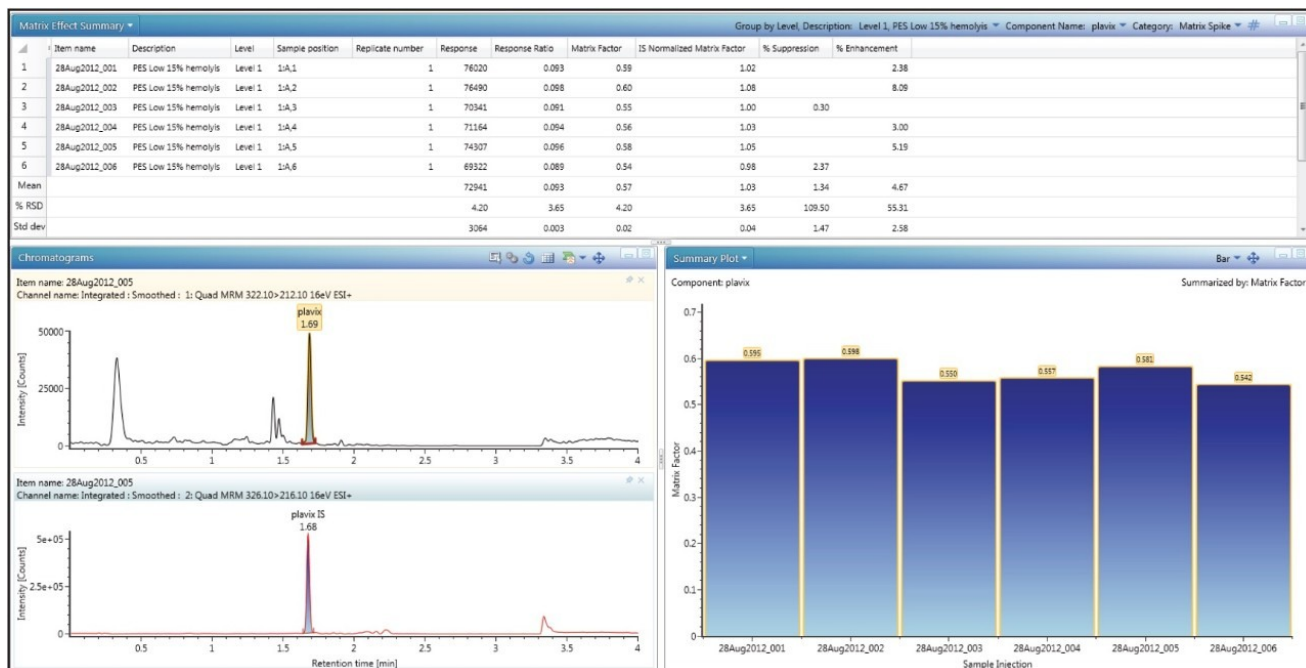 Matrix Effect Summary
Group by Level, Description: Level 1, PES Low 15% hemolyis Component Name: plavix Category: Matrix Spike #
Item name Description Level Sample position Replicate number Response Response Ratio Matrix Factor IS Normalized Matrix Factor % Suppression % Enhancement
1 28Aug2012_001 PES Low 15% hemolyis Level 1 1:A,1 1 76020 0.093 0.59 1.02 2.38
2 28Aug2012_002 PES Low 15% hemolyis Level 1 1:A,2 1 76490 0.098 0.60 1.08 8.09
3 28Aug2012_003 PES Low 15% hemolyis Level 1 1:A,3 1 70341 0.091 0.55 1.00 0.30
4 28Aug2012_004 PES Low 15% hemolyis Level 1 1:A,4 1 71164 0.094 0.56 1.03 3.00
5 28Aug2012_005 PES Low 15% hemolyis Level 1 1:A,5 1 74307 0.096 0.58 1.05 5.19
6 28Aug2012_006 PES Low 15% hemolyis Level 1 1:A,6 1 69322 0.089 0.54 0.98 2.37
Mean 72941 0.093 0.57 1.03 1.34 4.67
% RSD 4.20 3.65 4.20 3.65 109.50 55.31
Std dev 3064 0.003 0.02 0.04 1.47 2.58
Chromatograms
Item name: 28Aug2012_005
Channel name: Integrated : Smoothed : 1: Quad MRM 322.10>212.10 16eV ESI+
plavix
1.69
Intensity [Counts]
50000
25000
0
0.5 1 1.5 2 2.5 3 3.5 4
Item name: 28Aug2012_005
Channel name: Integrated : Smoothed : 2: Quad MRM 326.10>216.10 16eV ESI+
plavix IS
1.68
Intensity [Counts]
5e+05
2.5e+05
0
0.5 1 1.5 2 2.5 3 3.5 4
Retention time [min]
Summary Plot
Bar
Component: plavix
Summarized by: Matrix Factor
Matrix Factor
0.7
0.6
0.5
0.4
0.3
0.2
0.1
0
0.595 0.598 0.550 0.557 0.581 0.542
28Aug2012_001 28Aug2012_002 28Aug2012_003 28Aug2012_004 28Aug2012_005 28Aug2012_006
Sample Injection